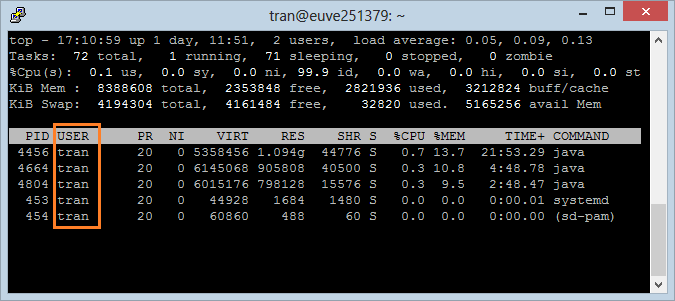 tran@euve251379: ~
top - 17:10:59 up 1 day, 11:51,  2 users,  load average: 0.05, 0.09, 0.13
Tasks:  72 total,   1 running,  71 sleeping,   0 stopped,   0 zombie
%Cpu(s):  0.1 us,  0.0 sy,  0.0 ni, 99.9 id,  0.0 wa,  0.0 hi,  0.0 si,  0.0 st
KiB Mem :  8388608 total,  2353848 free,  2821936 used,  3212824 buff/cache
KiB Swap:  4194304 total,  4161484 free,    32820 used.  5165256 avail Mem
PID USER      PR  NI    VIRT    RES    SHR S  %CPU %MEM     TIME+ COMMAND
4456 tran      20   0 5358456 1.094g  44776 S   0.7 13.7  21:53.29 java
4664 tran      20   0 6145068 905808  40500 S   0.3 10.8   4:48.78 java
4804 tran      20   0 6015176 798128  15576 S   0.3  9.5   2:48.47 java
453 tran      20   0   44928   1684   1480 S   0.0  0.0   0:00.01 systemd
454 tran      20   0   60860    488     60 S   0.0  0.0   0:00.00 (sd-pam)